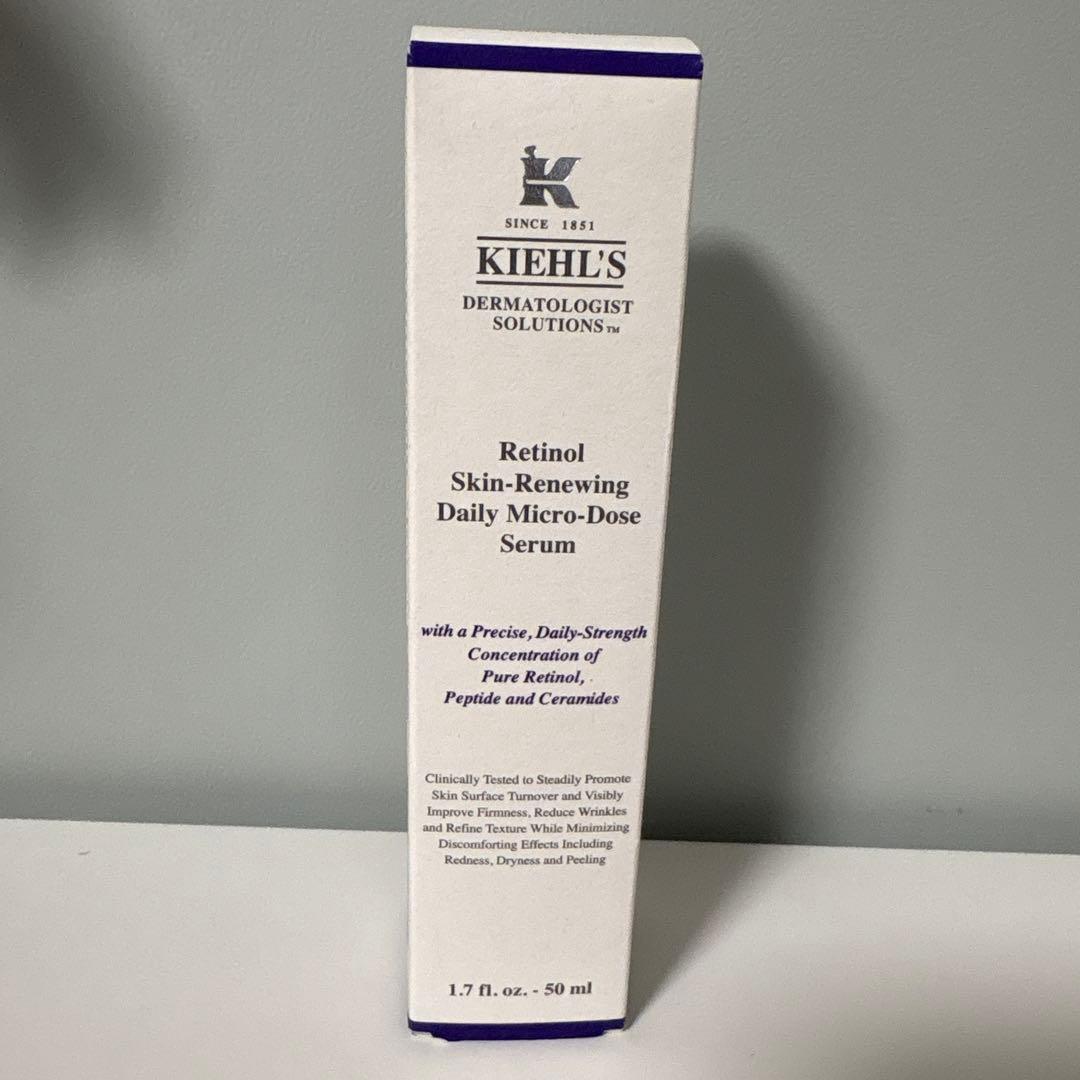 K
SINCE 1851
KIEHL'S
DERMATOLOGIST
SOLUTIONS™
Retinol
Skin-Renewing
Daily Micro-Dose
Serum
with a Precise, Daily-Strength
Concentration of
Pure Retinol,
Peptide and Ceramides
Clinically Tested to Steadily Promote
Skin Surface Turnover and Visibly
Improve Firmness, Reduce Wrinkles
and Refine Texture While Minimizing
Discomforting Effects Including
Redness, Dryness and Peeling
1.7 fl. oz. - 50 ml